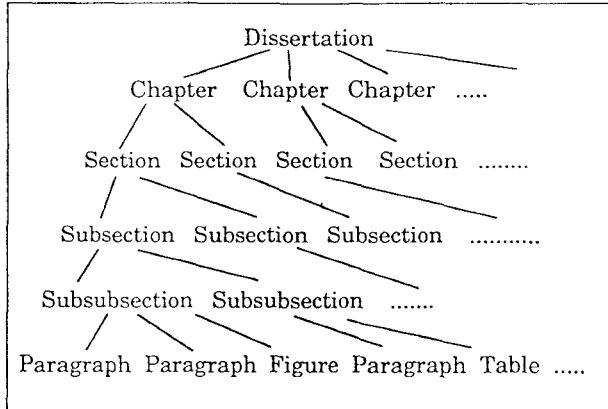 Dissertation
Chapter Chapter Chapter .....
Section Section Section Section ........
Subsection Subsection Subsection ...........
Subsubsection Subsubsection .......
Paragraph Paragraph Figure Paragraph Table .....